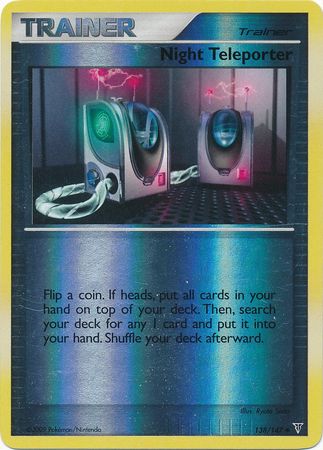 TRAINER
Trainer
Night Teleporter
Flip a coin. If heads, put all cards in your
hand on top of your deck. Then, search
your deck for any 1 card and put it into
your hand. Shuffle your deck afterward.
Illus. Ryota Saito
©2009 Pokémon/Nintendo
138/147